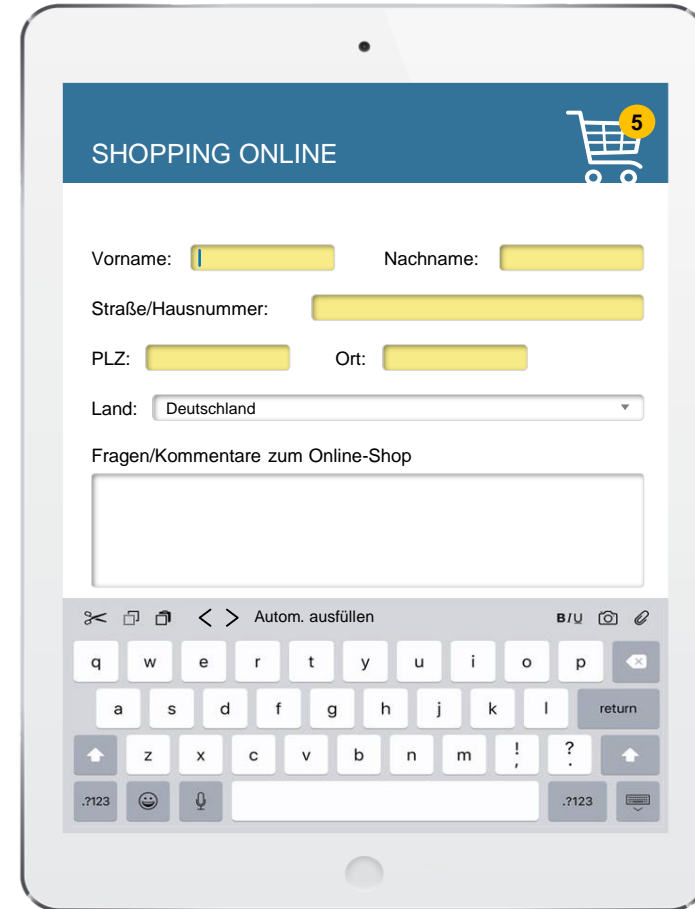 5
SHOPPING ONLINE
Vorname: Nachname:
Straße/Hausnummer:
PLZ: Ort:
Land: Deutschland
Fragen/Kommentare zum Online-Shop
Autom. ausfüllen B/U
q w e r t y u i o p
a s d f g h j k l return
z x c v b n m ! , ? .
.?123 .?123